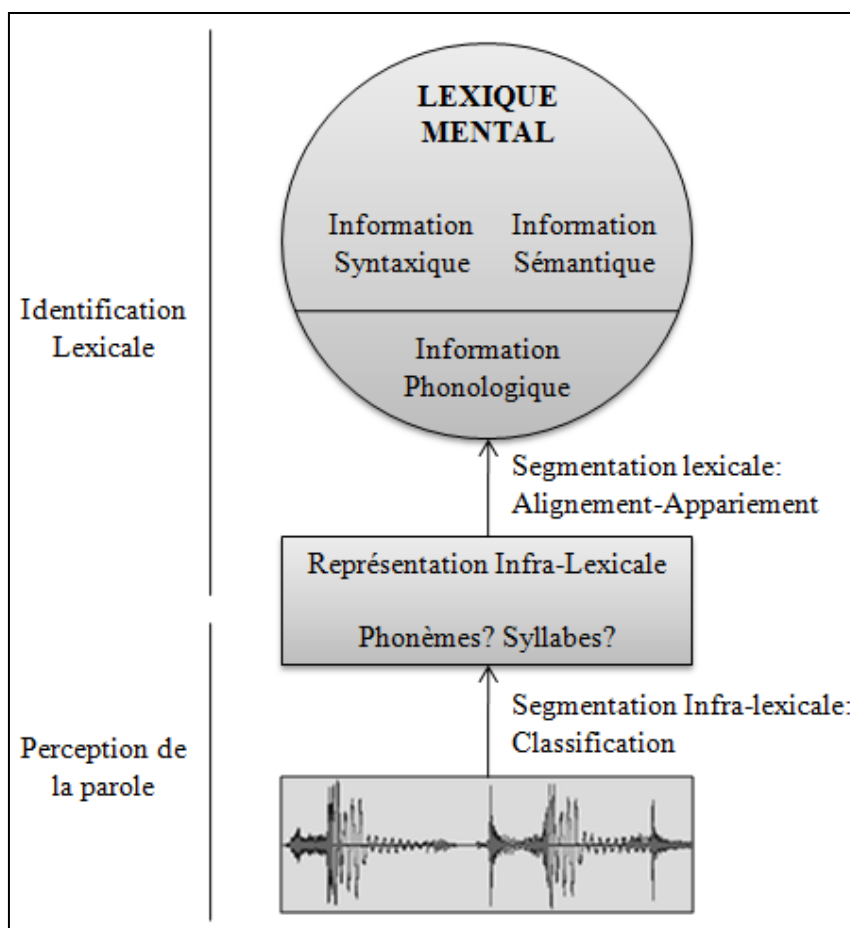 LEXIQUE
MENTAL
Information
Syntaxique
Information
Sémantique
Identification
Lexicale
Information
Phonologique
Segmentation lexicale:
Alignement-Appariement
Représentation Infra-Lexicale
Phonèmes? Syllabes?
Segmentation Infra-lexicale:
Classification
Perception de
la parole